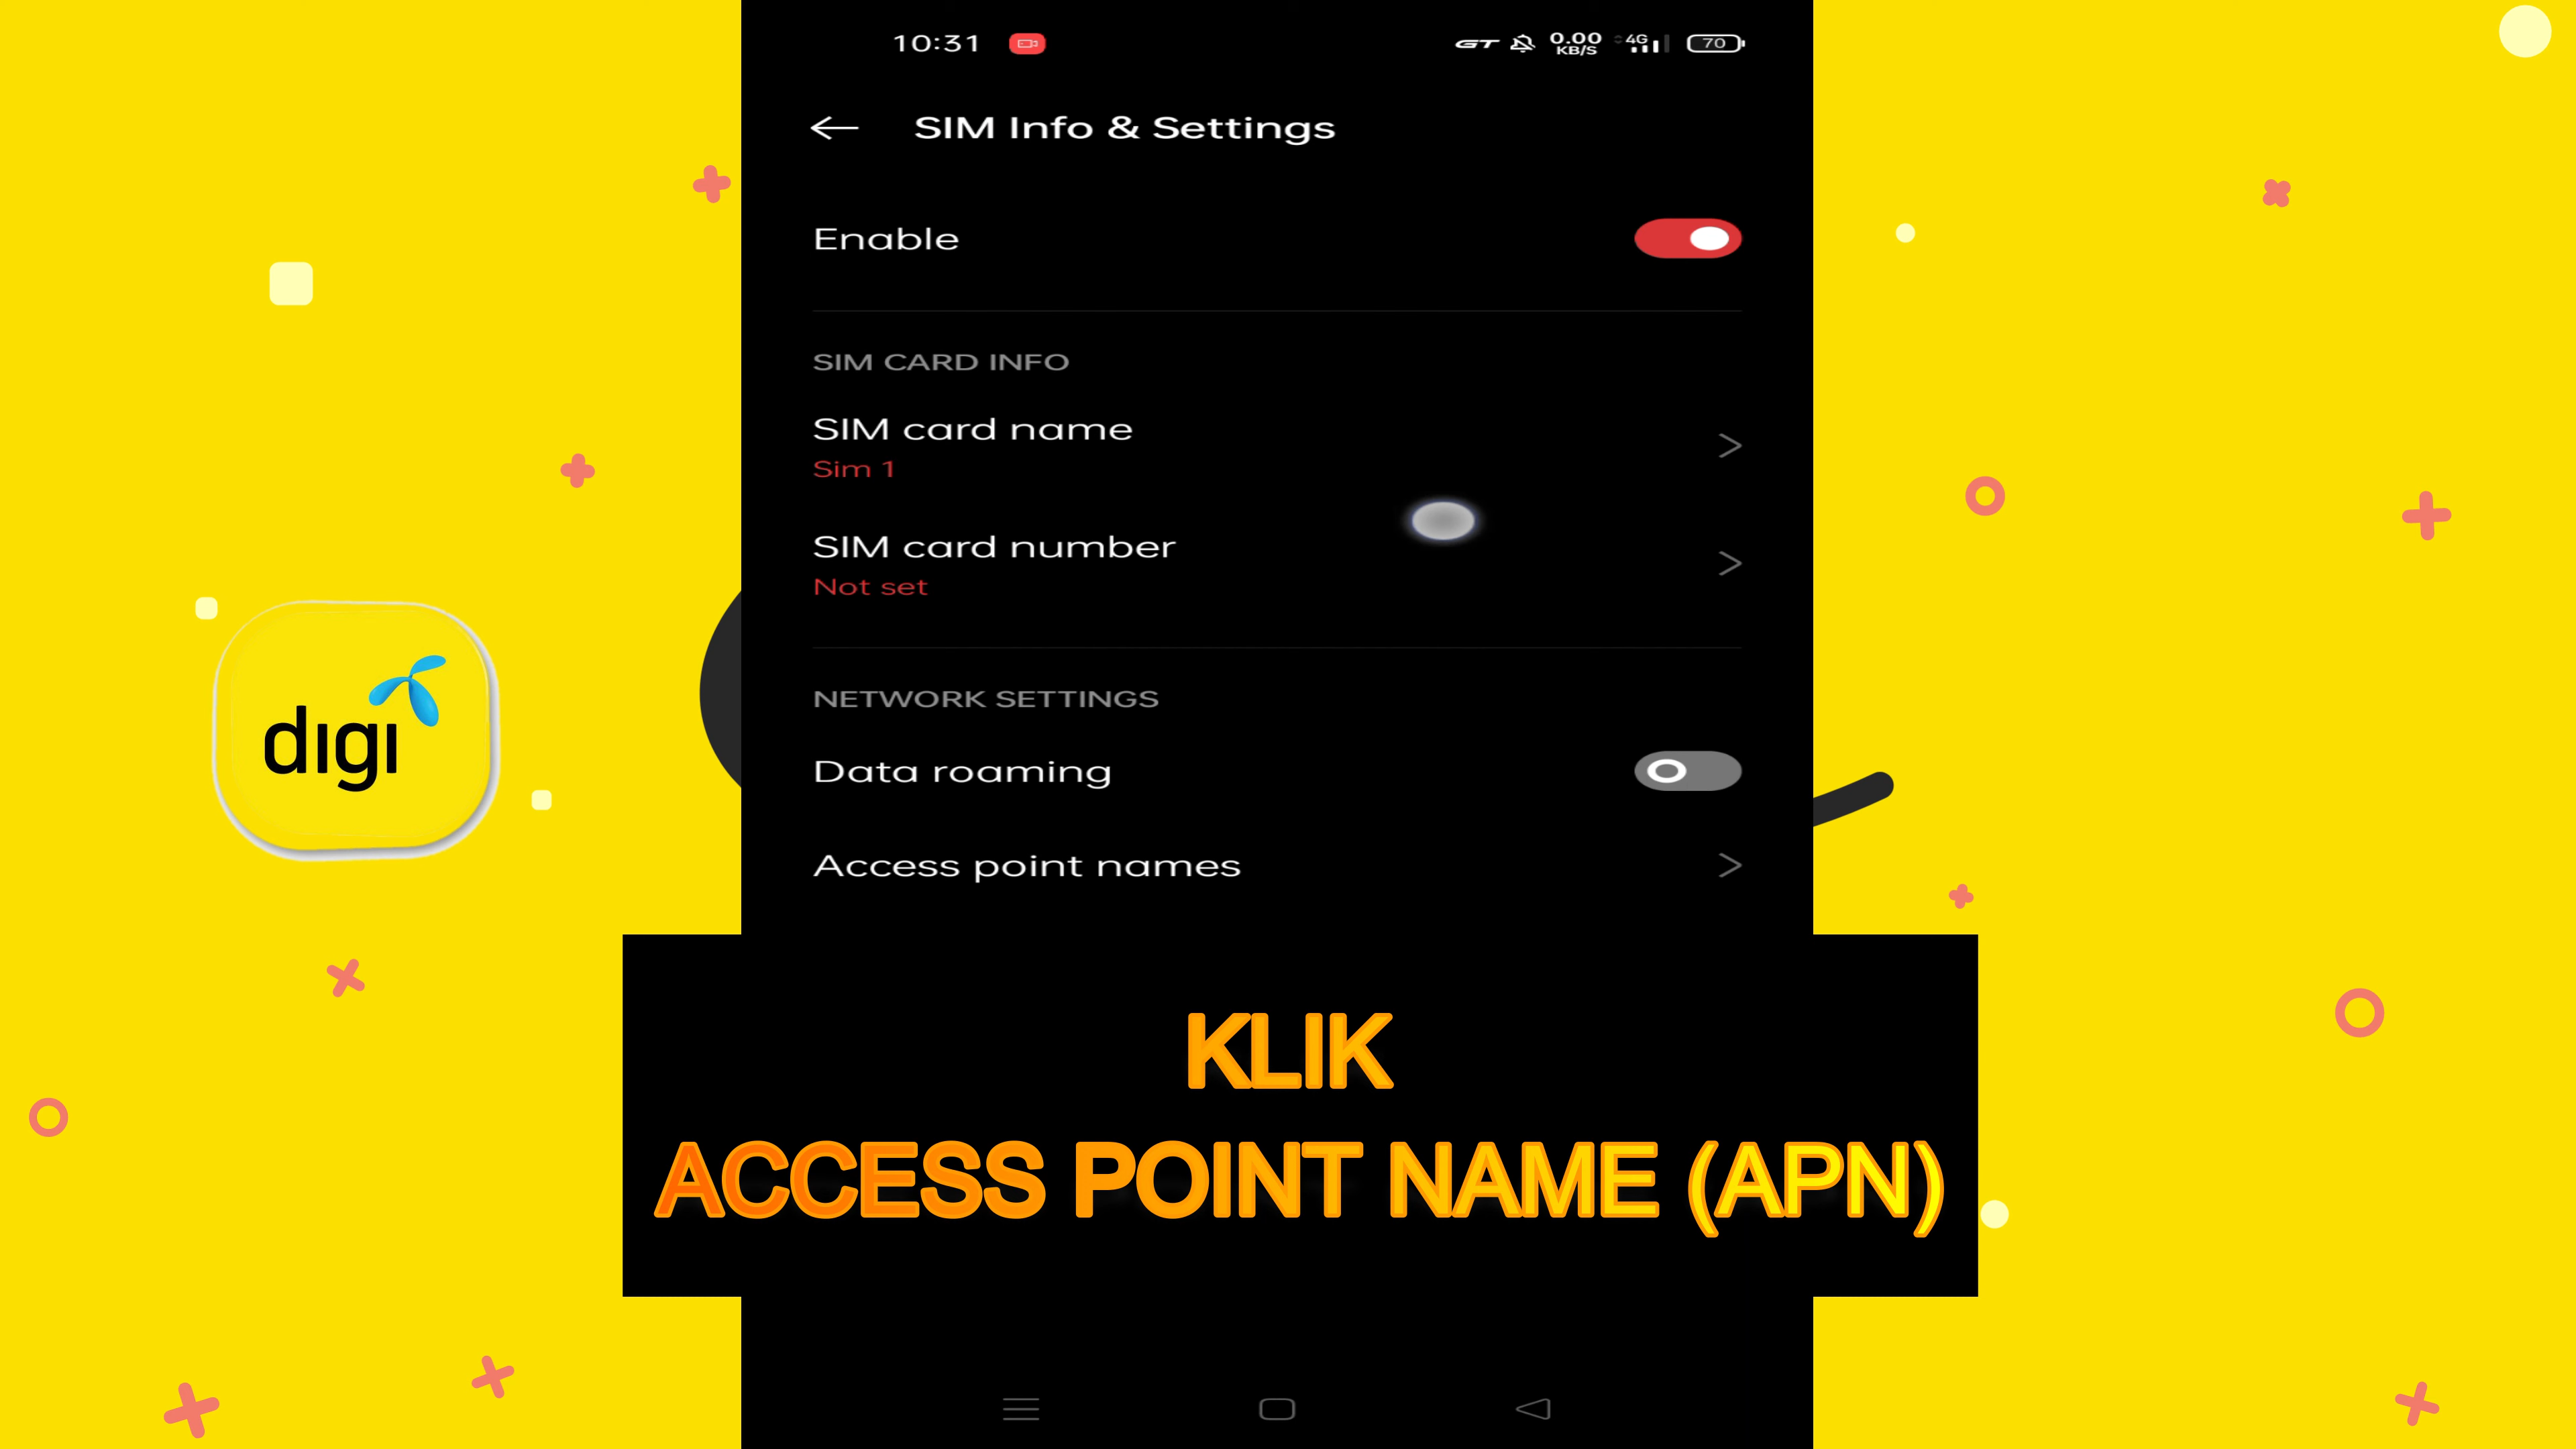 10:31
GT 0.00 KB/S 4G 70
SIM Info & Settings
Enable
SIM CARD INFO
SIM card name
Sim 1
SIM card number
Not set
NETWORK SETTINGS
Data roaming
Access point names
digi
KLIK
ACCESS POINT NAME (APN)